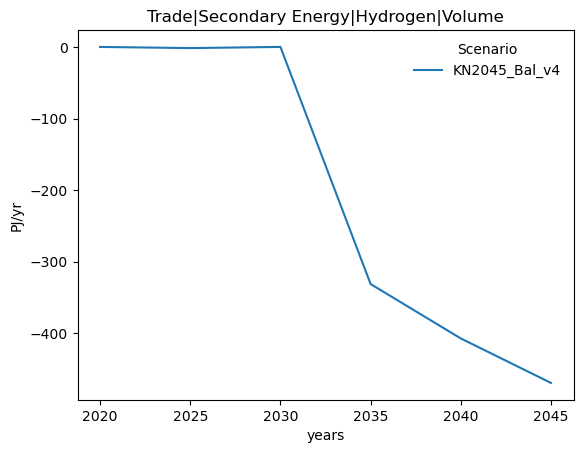 Trade|Secondary Energy|Hydrogen|Volume
Scenario
KN2045_Bal_v4
0
−100
−200
−300
−400
PJ/yr
2020 2025 2030 2035 2040 2045
years